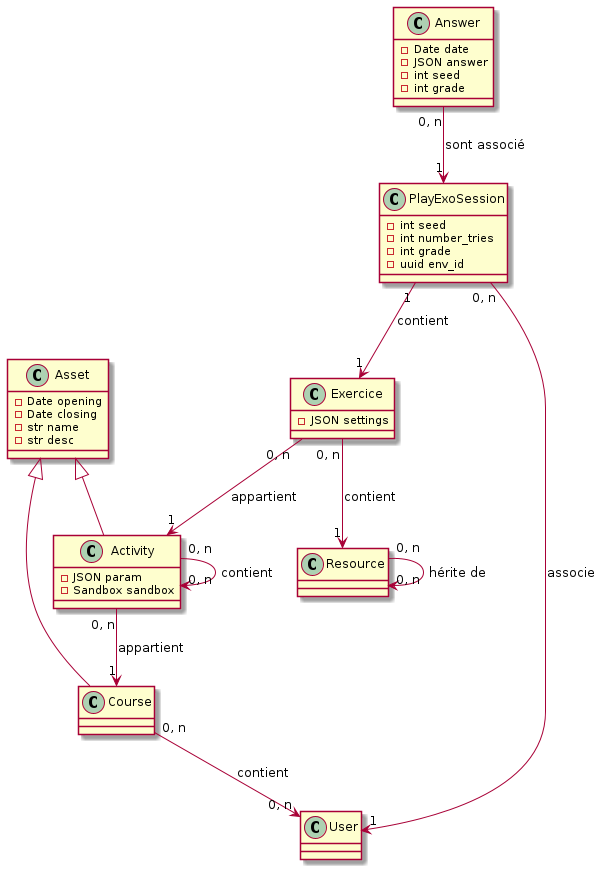 C Answer
Date date
JSON answer
int seed
int grade
0, n
sont associé
1
C PlayExoSession
int seed
int number_tries
int grade
uuid env_id
1
0, n
contient
1
C Asset
Date opening
Date closing
str name
str desc
C Exercice
JSON settings
0, n
0, n
appartient
contient
1
1
C Activity
JSON param
Sandbox sandbox
0, n
contient
0, n
C Resource
0, n
hérite de
0, n
associe
0, n
appartient
1
C Course
0, n
contient
0, n
1
C User